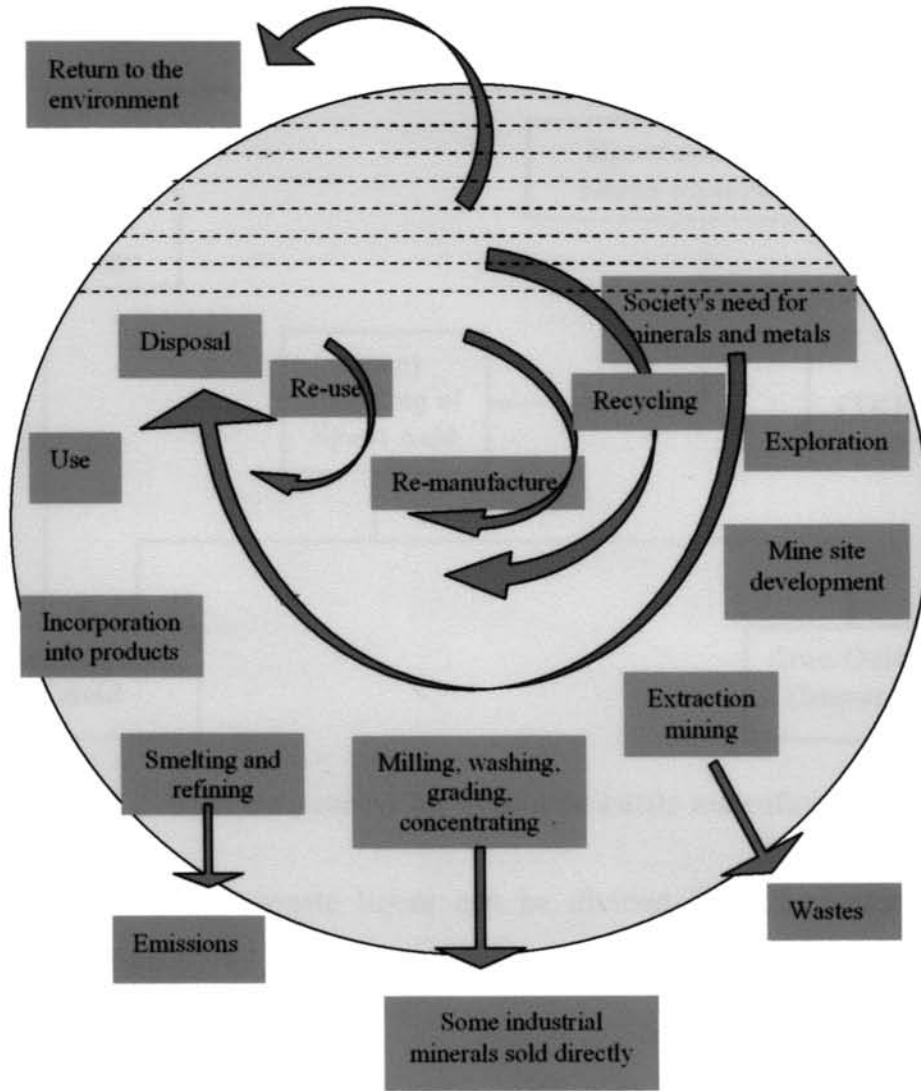 Return to the
environment
Society's need for
minerals and metals
Disposal
Re-use
Recycling
Exploration
Use
Re-manufacture
Mine site
development
Incorporation
into products
Extraction
mining
Smelting and
refining
Milling, washing,
grading,
concentrating
Wastes
Emissions
Some industrial
minerals sold directly